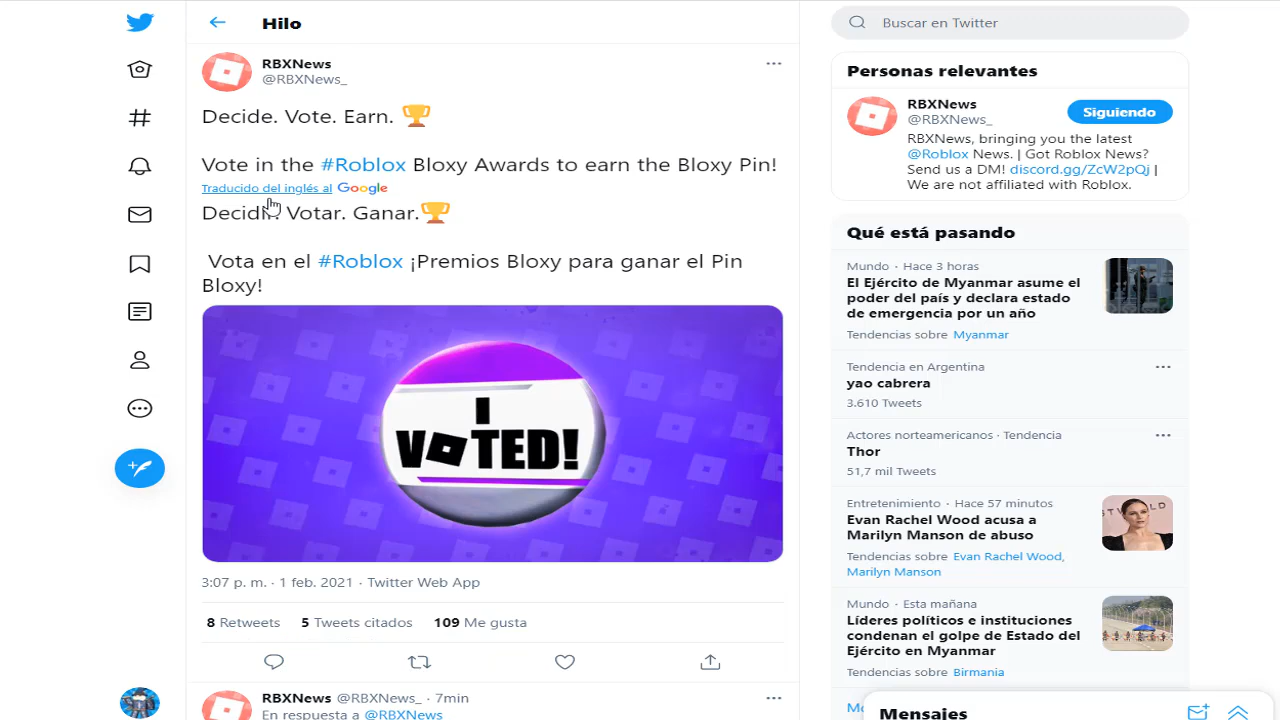 Hilo
RBXNews
@RBXNews_
Decide. Vote. Earn. 🏆
Vote in the #Roblox Bloxy Awards to earn the Bloxy Pin!
Traducido del inglés al Google
Votar. Ganar.🏆
Vota en el #Roblox ¡Premios Bloxy para ganar el Pin
Bloxy!
I
VOTED!
3:07 p. m. · 1 feb. 2021 · Twitter Web App
8 Retweets 5 Tweets citados 109 Me gusta
RBXNews @RBXNews_ · 7min
En respuesta a @RBXNews
Buscar en Twitter
Personas relevantes
RBXNews
@RBXNews_
Siguiendo
RBXNews, bringing you the latest
@Roblox News. | Got Roblox News?
Send us a DM! discord.gg/ZcW2pQj |
We are not affiliated with Roblox.
Qué está pasando
Mundo · Hace 3 horas
El Ejército de Myanmar asume el
poder del país y declara estado
de emergencia por un año
Tendencias sobre Myanmar
Tendencia en Argentina
yao cabrera
3.610 Tweets
Actores norteamericanos · Tendencia
Thor
51,7 mil Tweets
Entretenimiento · Hace 57 minutos
Evan Rachel Wood acusa a
Marilyn Manson de abuso
Tendencias sobre Evan Rachel Wood,
Marilyn Manson
Mundo · Esta mañana
Líderes políticos e instituciones
condenan el golpe de Estado del
Ejército en Myanmar
Tendencias sobre Birmania
Mensajes